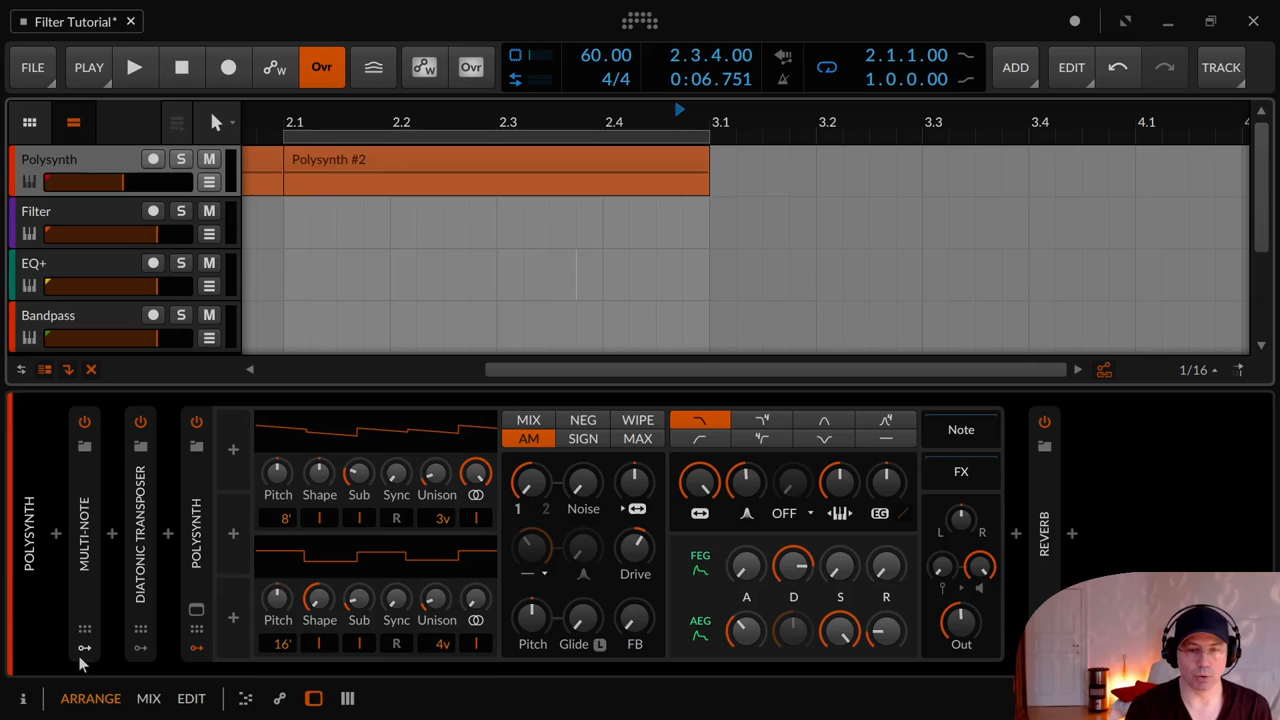 Filter Tutorial*
FILE PLAY Ovr Ovr 60.00 2.3.4.00 2.1.1.00 ADD EDIT TRACK
4/4 0:06.751 1.0.0.00
2.1 2.2 2.3 2.4 3.1 3.2 3.3 3.4 4.1 4
Polysynth S M Polysynth #2
Filter S M
EQ+ S M
Bandpass S M
1/16
POLYSYNTH
MULTI-NOTE
DIATONIC TRANSPOSER
POLYSYNTH
Pitch Shape Sub Sync Unison
8' R 3v
Pitch Shape Sub Sync Unison
16' R 4v
MIX NEG WIPE
AM SIGN MAX
1 2 Noise
Drive
Pitch Glide L FB
OFF EG
FEG
A D S R
AEG
Note
FX
L R
Out
REVERB
ARRANGE MIX EDIT